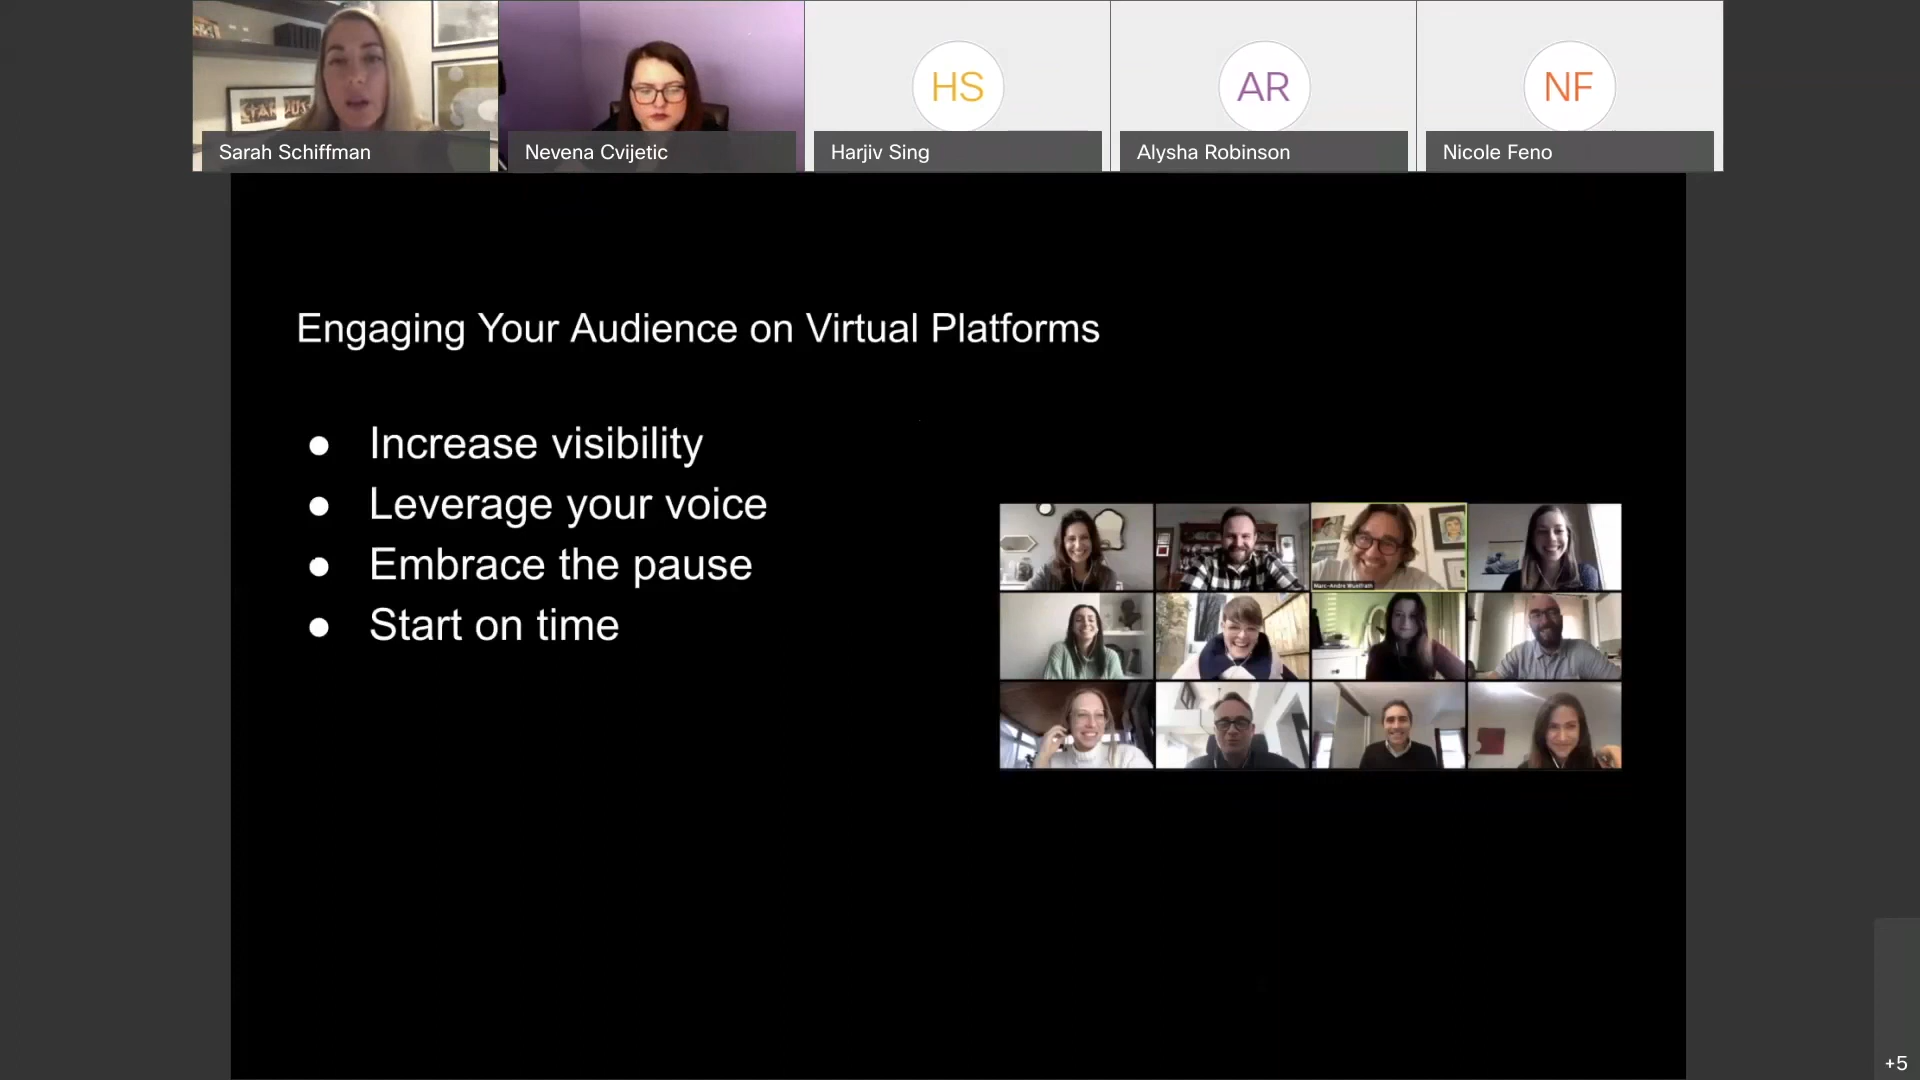 STARDUST
HS
AR
NF
Sarah Schiffman
Nevena Cvijetic
Harjiv Sing
Alysha Robinson
Nicole Feno
Engaging Your Audience on Virtual Platforms
● Increase visibility
● Leverage your voice
● Embrace the pause
● Start on time
+5